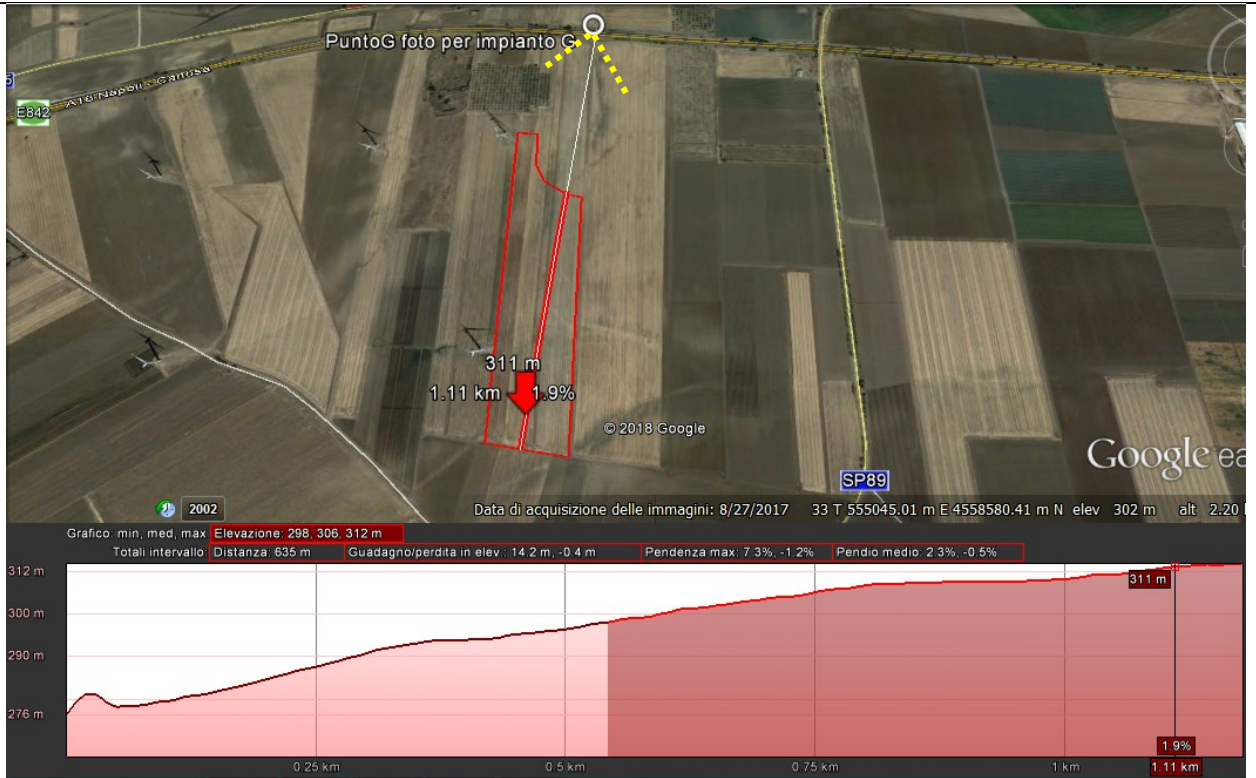 PuntoG foto per impianto G
A16 Napoli - Canosa
E842
311 m
1.11 km 1.9%
© 2018 Google
Google ea
SP89
2002
Data di acquisizione delle immagini: 8/27/2017 33 T 555045.01 m E 4558580.41 m N elev 302 m alt 2.20
Grafico: min, med, max Elevazione: 298, 306, 312 m
Totali intervallo: Distanza: 635 m Guadagno/perdita in elev.: 14.2 m, -0.4 m Pendenza max: 7.3%, -1.2% Pendio medio: 2.3%, -0.5%
312 m
311 m
300 m
290 m
276 m
1.9%
0.25 km 0.5 km 0.75 km 1 km 1.11 km